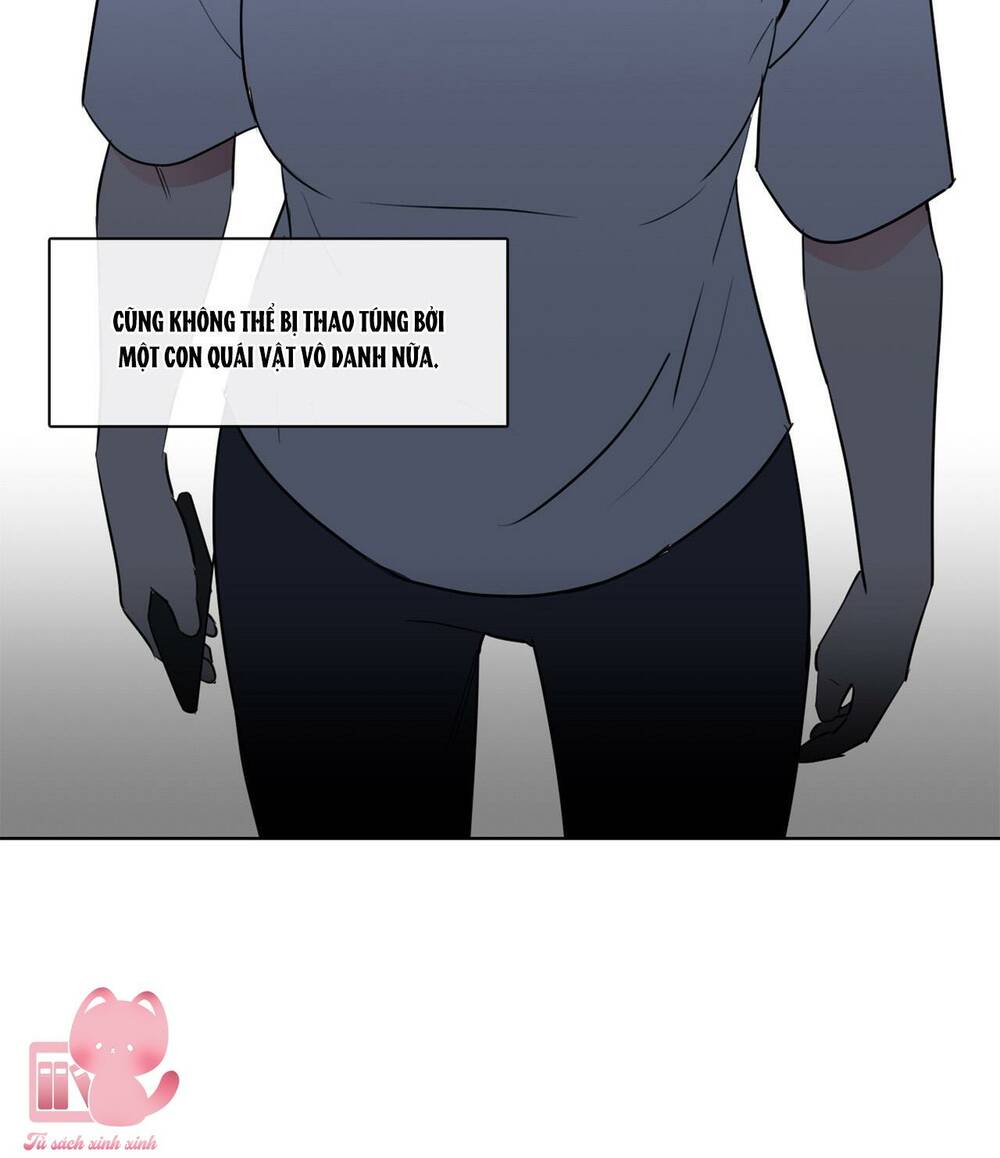 CŨNG KHÔNG THỂ BỊ THAO TÚNG BỞI
MỘT CON QUÁI VẬT VÔ DANH NỮA.
Tủ sách xinh xinh